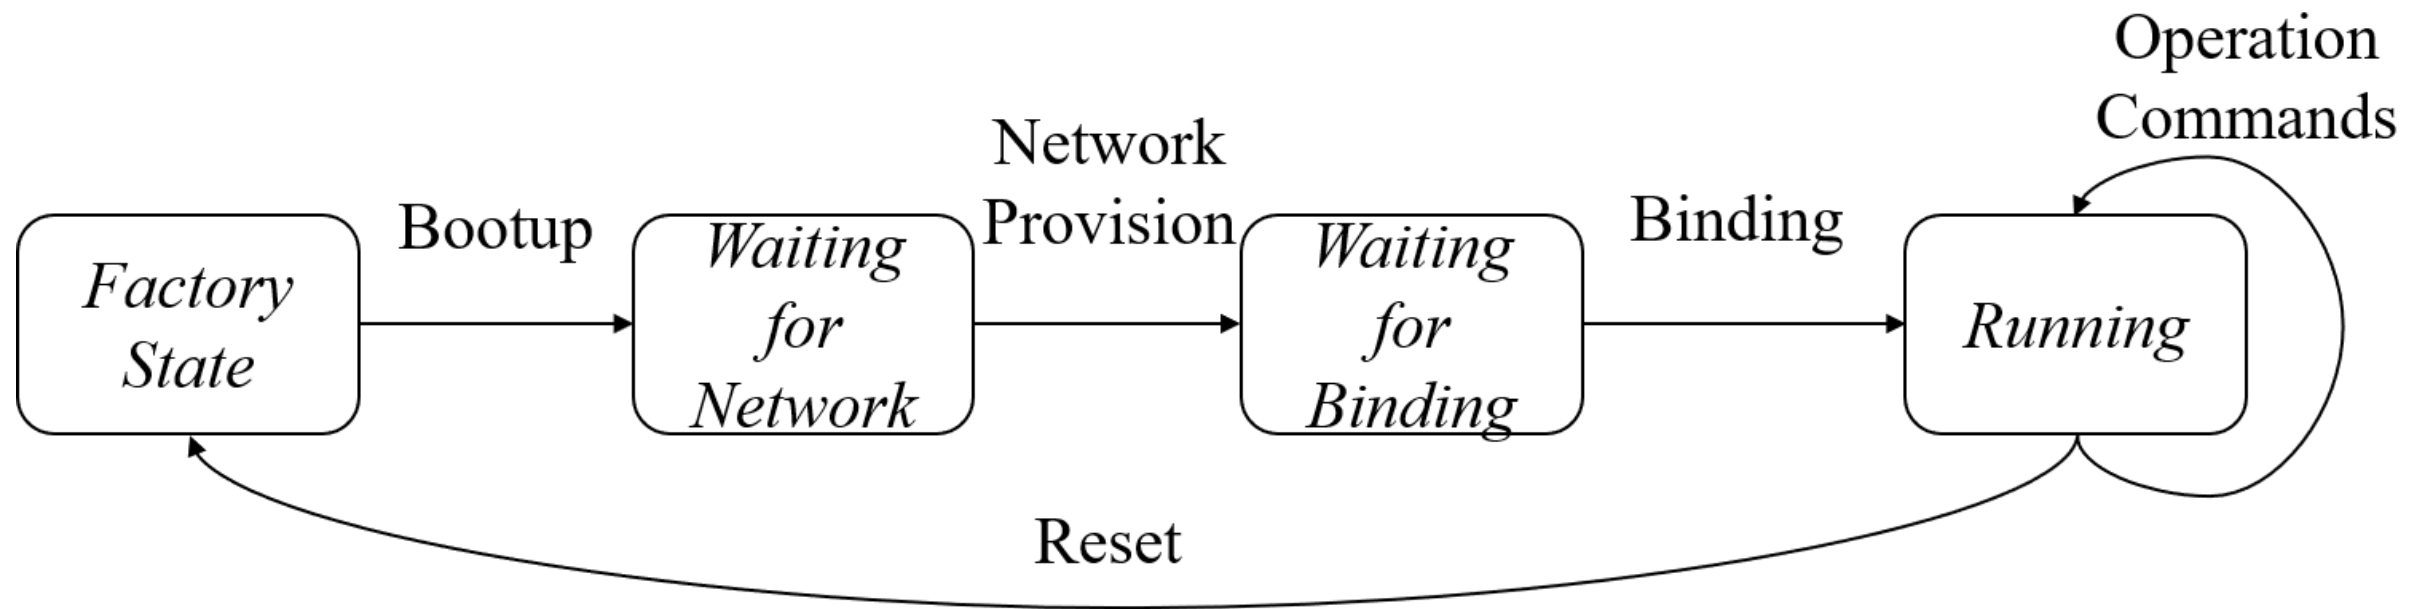 Operation
Commands
Network
Provision
Bootup
Binding
Factory
State
Waiting
for
Network
Waiting
for
Binding
Running
Reset